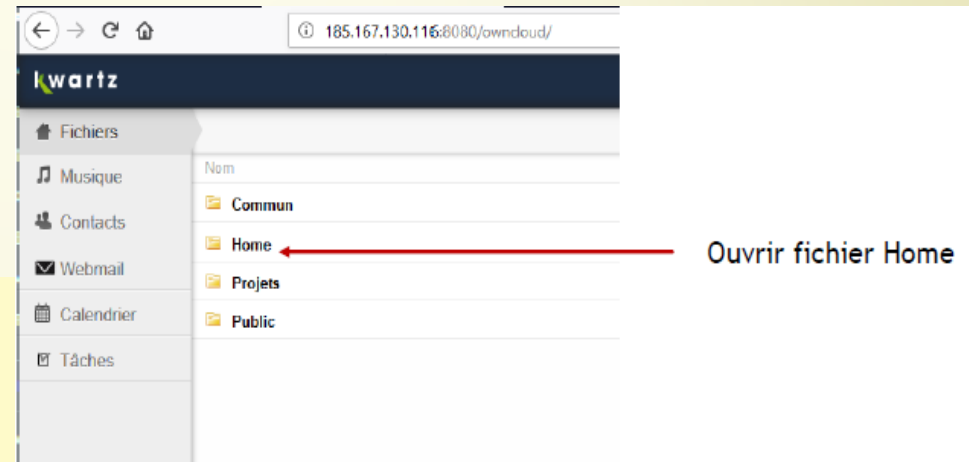 185.167.130.116:8080/owncloud/
kwartz
Fichiers
Musique
Contacts
Webmail
Calendrier
Tâches
Nom
Commun
Home
Projets
Public
Ouvrir fichier Home